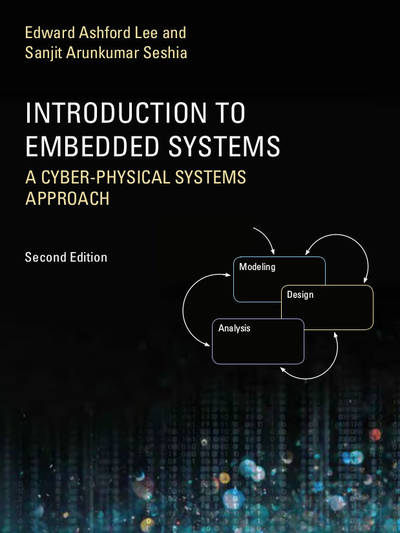 Edward Ashford Lee and
Sanjit Arunkumar Seshia
INTRODUCTION TO
EMBEDDED SYSTEMS
A CYBER-PHYSICAL SYSTEMS
APPROACH
Second Edition
Modeling
Design
Analysis